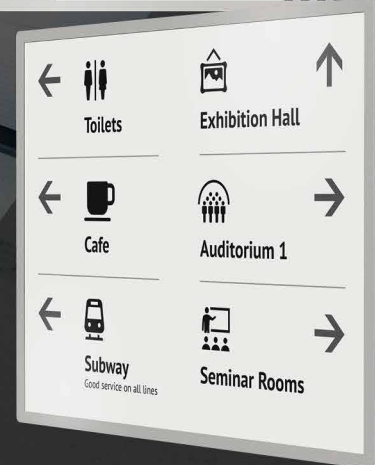 Toilets
Exhibition Hall
Cafe
Auditorium 1
Subway
Good service on all lines
Seminar Rooms